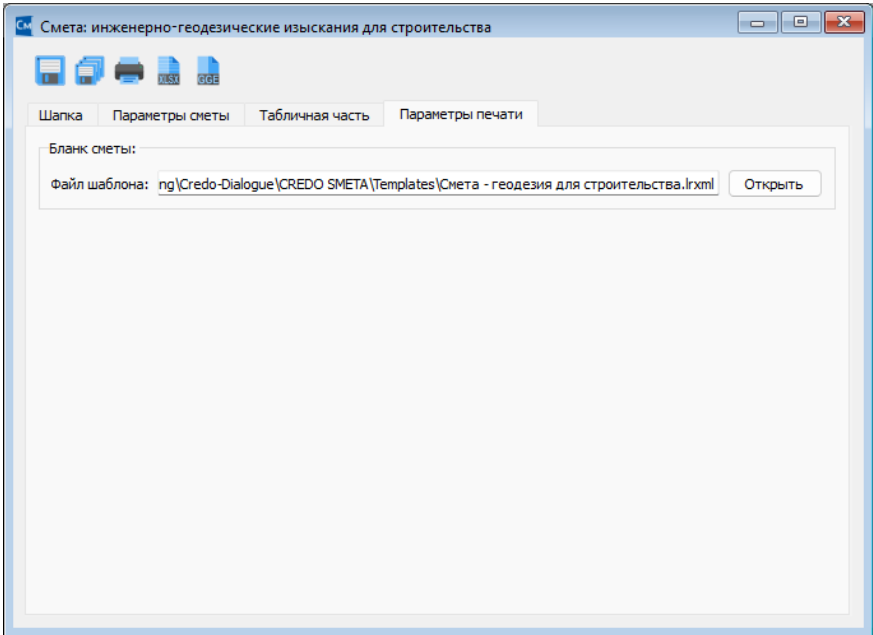 См Смета: инженерно-геодезические изыскания для строительства
XLSX GGE
Шапка Параметры сметы Табличная часть Параметры печати
Бланк сметы:
Файл шаблона: ng\Credo-Dialogue\CREDO SMETA\Templates\Смета - геодезия для строительства.lrxml Открыть